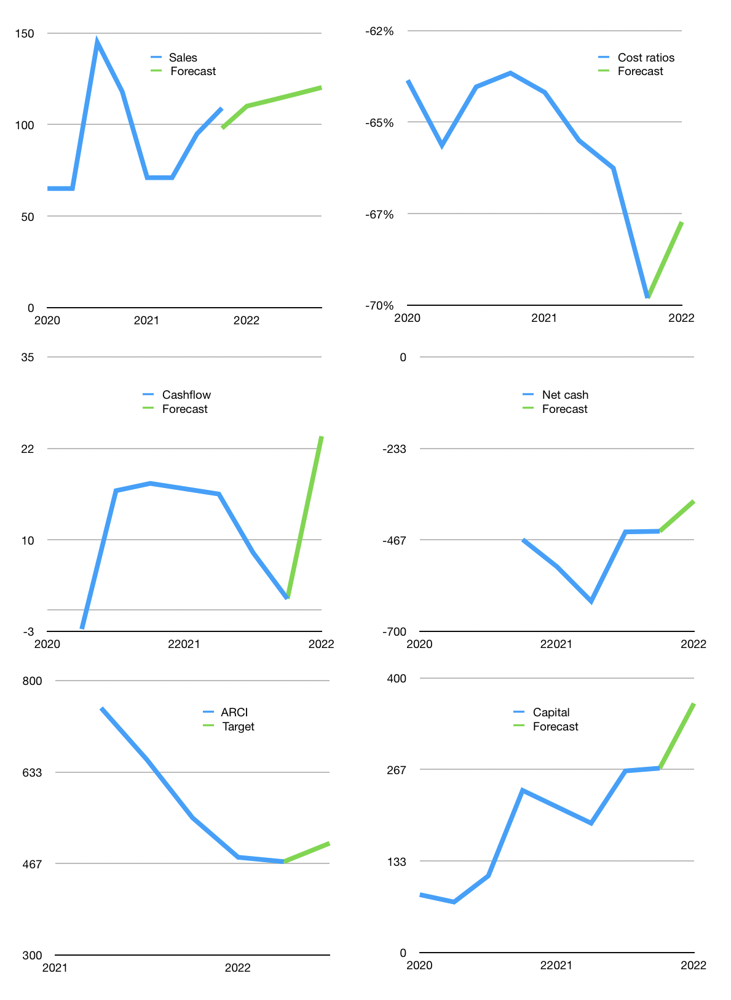 150
100
50
0
2020 2021 2022
Sales
Forecast
-62%
-65%
-67%
-70%
2020 2021 2022
Cost ratios
Forecast
35
22
10
-3
2020 22021 2022
Cashflow
Forecast
0
-233
-467
-700
2020 22021 2022
Net cash
Forecast
800
633
467
300
2021 2022
ARCI
Target
400
267
133
0
2020 22021 2022
Capital
Forecast